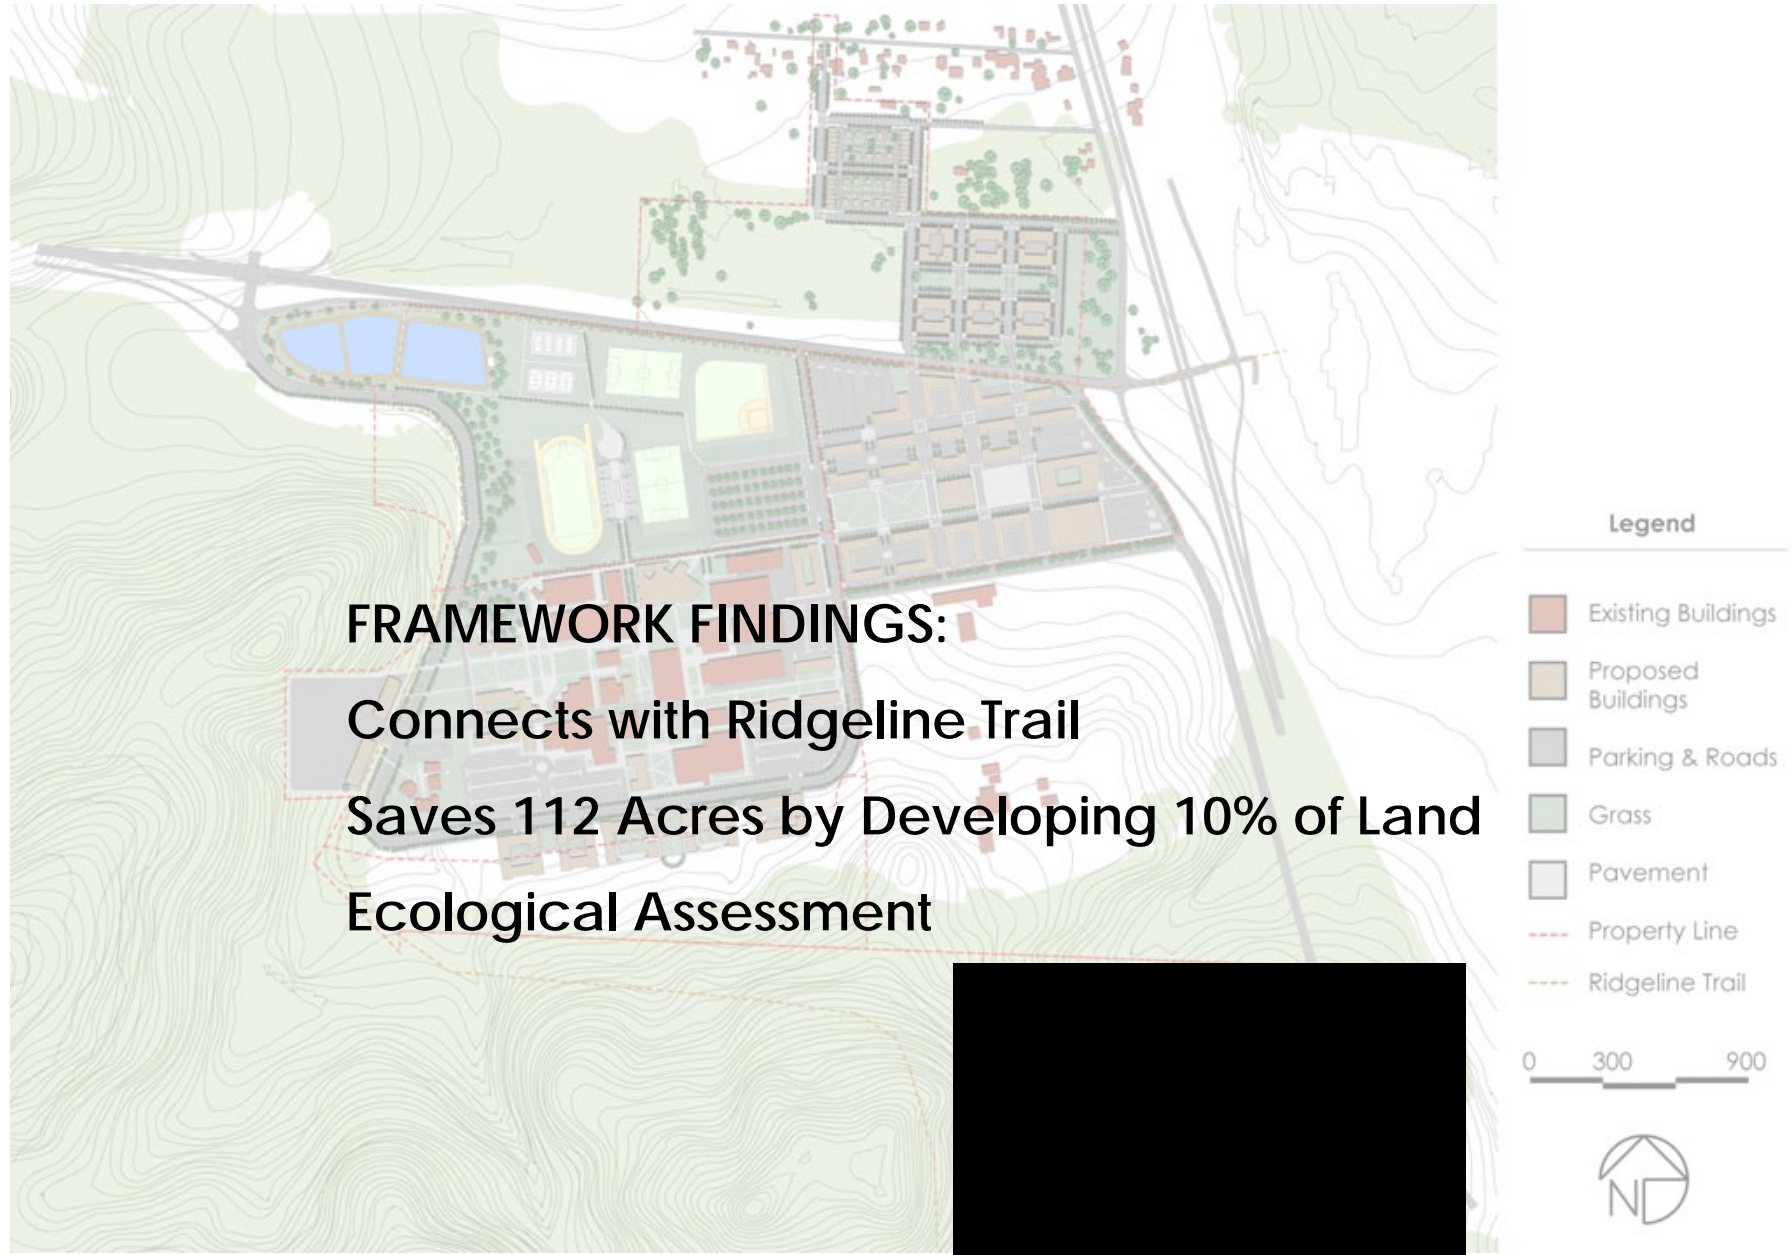 FRAMEWORK FINDINGS:
Connects with Ridgeline Trail
Saves 112 Acres by Developing 10% of Land
Ecological Assessment
Legend
Existing Buildings
Proposed
Buildings
Parking & Roads
Grass
Pavement
Property Line
Ridgeline Trail
0 300 900
N